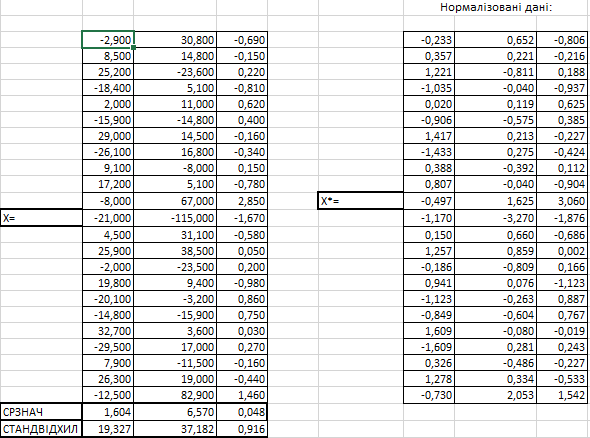 Нормалізовані дані:
-2,900 30,800 -0,690 -0,233 0,652 -0,806
8,500 14,800 -0,150 0,357 0,221 -0,216
25,200 -23,600 0,220 1,221 -0,811 0,188
-18,400 5,100 -0,810 -1,035 -0,040 -0,937
2,000 11,000 0,620 0,020 0,119 0,625
-15,900 -14,800 0,400 -0,906 -0,575 0,385
29,000 14,500 -0,160 1,417 0,213 -0,227
-26,100 16,800 -0,340 -1,433 0,275 -0,424
9,100 -8,000 0,150 0,388 -0,392 0,112
17,200 5,100 -0,780 0,807 -0,040 -0,904
-8,000 67,000 2,850 X*= -0,497 1,625 3,060
X= -21,000 -115,000 -1,670 -1,170 -3,270 -1,876
4,500 31,100 -0,580 0,150 0,660 -0,686
25,900 38,500 0,050 1,257 0,859 0,002
-2,000 -23,500 0,200 -0,186 -0,809 0,166
19,800 9,400 -0,980 0,941 0,076 -1,123
-20,100 -3,200 0,860 -1,123 -0,263 0,887
-14,800 -15,900 0,750 -0,849 -0,604 0,767
32,700 3,600 0,030 1,609 -0,080 -0,019
-29,500 17,000 0,270 -1,609 0,281 0,243
7,900 -11,500 -0,160 0,326 -0,486 -0,227
26,300 19,000 -0,440 1,278 0,334 -0,533
-12,500 82,900 1,460 -0,730 2,053 1,542
СРЗНАЧ 1,604 6,570 0,048
СТАНДВІДХИЛ 19,327 37,182 0,916